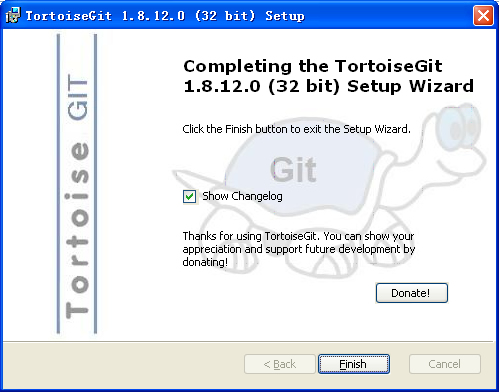 TortoiseGit 1.8.12.0 (32 bit) Setup
Completing the TortoiseGit
1.8.12.0 (32 bit) Setup Wizard
Click the Finish button to exit the Setup Wizard.
Git
Show Changelog
Thanks for using TortoiseGit. You can show your
appreciation and support future development by
donating!
Donate!
Tortoise GIT
< Back
Finish
Cancel